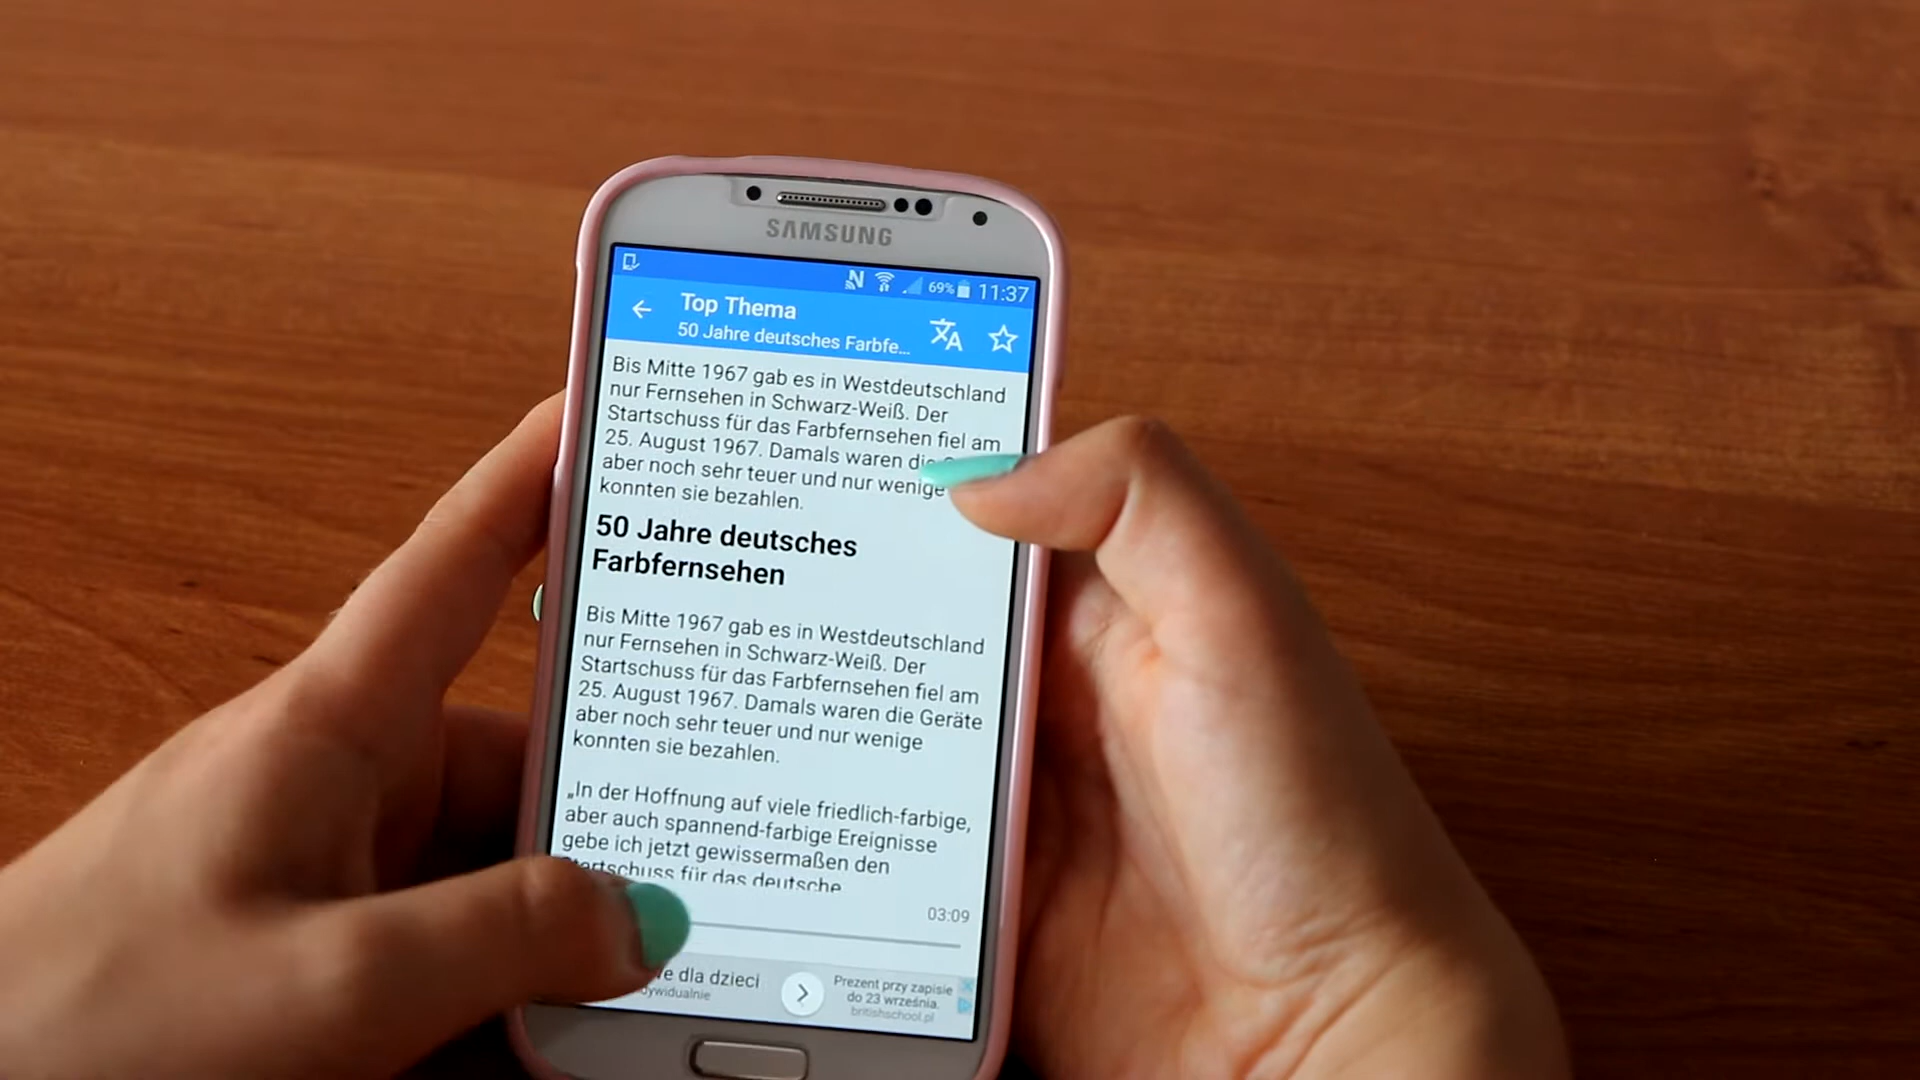 SAMSUNG
69% 11:37
Top Thema
50 Jahre deutsches Farbfe...
Bis Mitte 1967 gab es in Westdeutschland
nur Fernsehen in Schwarz-Weiß. Der
Startschuss für das Farbfernsehen fiel am
25. August 1967. Damals waren die
aber noch sehr teuer und nur wenige
konnten sie bezahlen.
50 Jahre deutsches
Farbfernsehen
Bis Mitte 1967 gab es in Westdeutschland
nur Fernsehen in Schwarz-Weiß. Der
Startschuss für das Farbfernsehen fiel am
25. August 1967. Damals waren die Geräte
aber noch sehr teuer und nur wenige
konnten sie bezahlen.
„In der Hoffnung auf viele friedlich-farbige,
aber auch spannend-farbige Ereignisse
gebe ich jetzt gewissermaßen den
Startschuss für das deutsche
03:09
dla dzieci
Prezent przy zapisie
do 23 września.
britishschool.pl